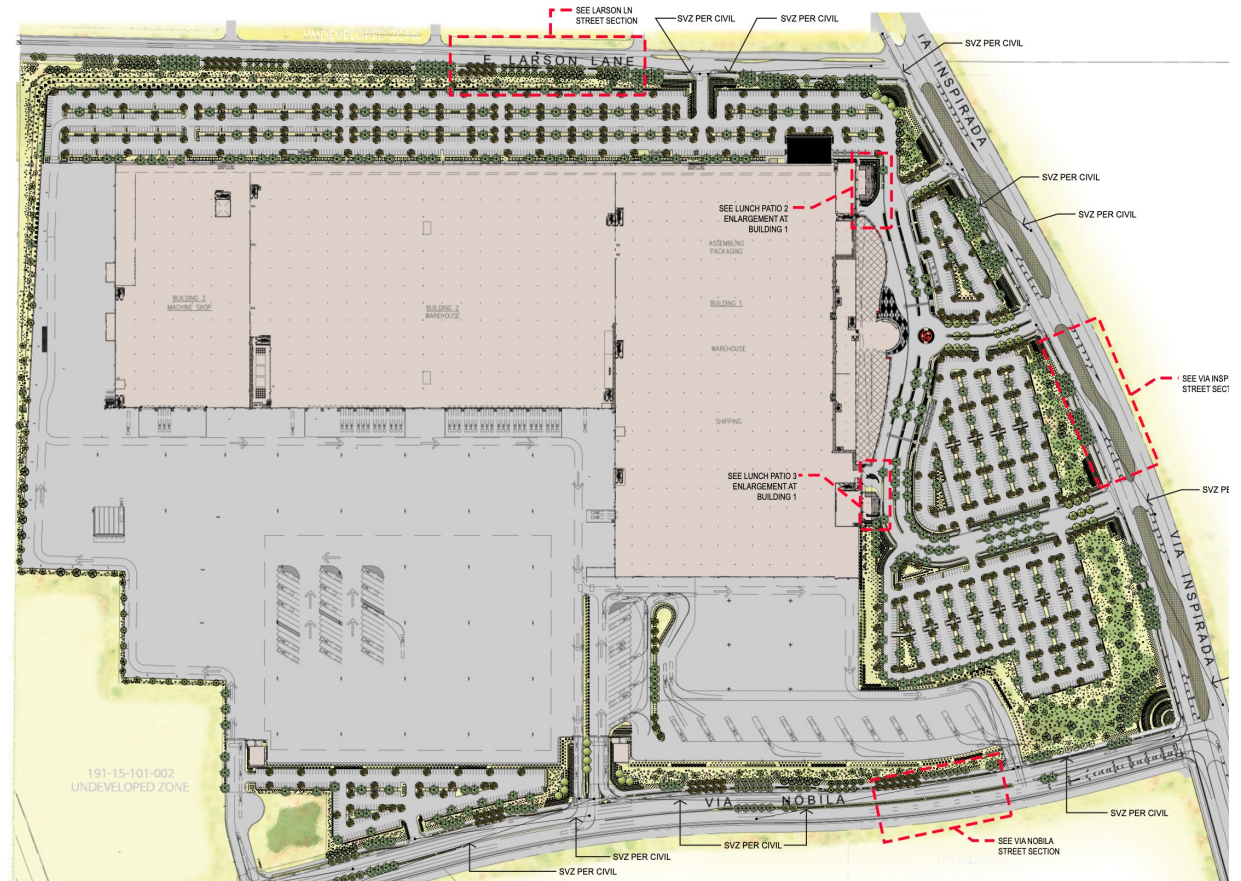 SEE LARSON LN
STREET SECTION
SVZ PER CIVIL
SVZ PER CIVIL
UNDEVELOPED ZONE
E LARSON LANE
SVZ PER CIVIL
VIA INSPIRADA
SVZ PER CIVIL
SVZ PER CIVIL
SEE LUNCH PATIO 2
ENLARGEMENT AT
BUILDING 1
ASSEMBLING
PACKAGING
BUILDING 3
MACHINE SHOP
BUILDING 2
WAREHOUSE
BUILDING 1
WAREHOUSE
SEE VIA INSP
STREET SECT
SHIPPING
SEE LUNCH PATIO 3
ENLARGEMENT AT
BUILDING 1
SVZ PE
VIA INSPIRADA
191-15-101-002
UNDEVELOPED ZONE
VIA NOBILA
SVZ PER CIVIL
SVZ PER CIVIL
SEE VIA NOBILA
STREET SECTION
SVZ PER CIVIL
SVZ PER CIVIL